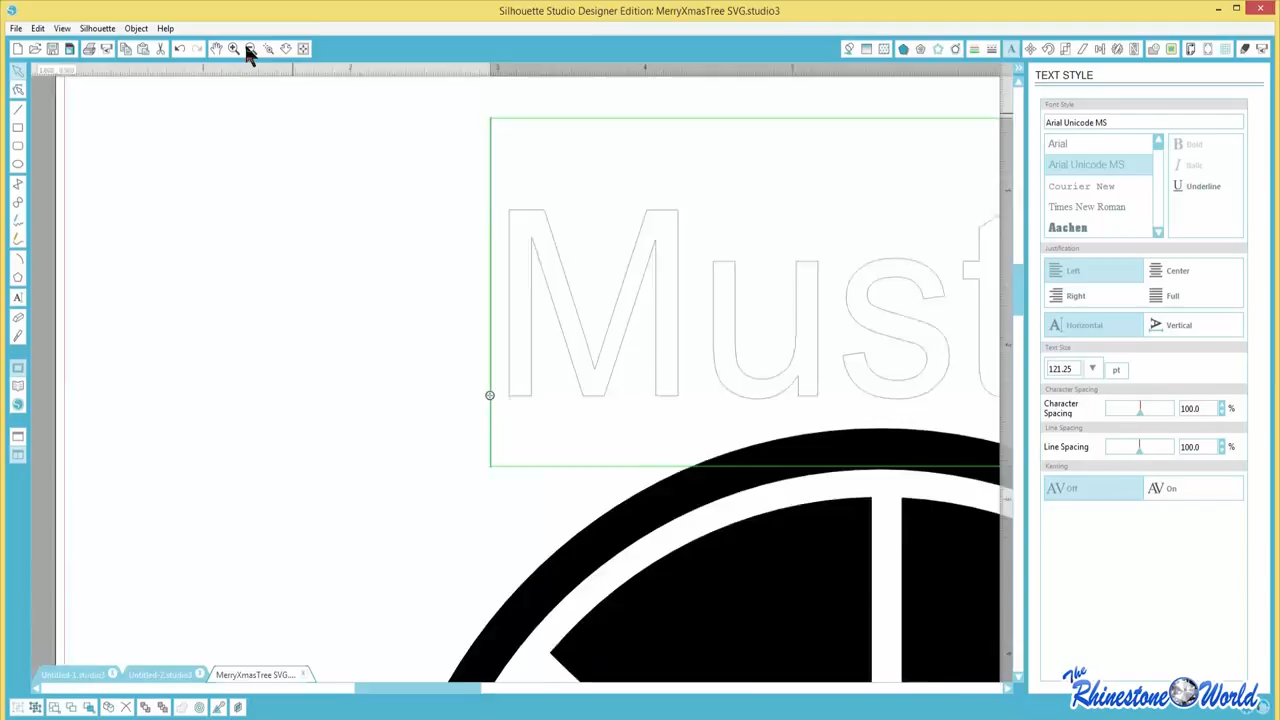 Silhouette Studio Designer Edition: MerryXmasTree SVG.studio3
File Edit View Silhouette Object Help
TEXT STYLE
Font Style
Arial Unicode MS
Arial
Arial Unicode MS
Courier New
Times New Roman
Aachen
B Bold
I Italic
U Underline
Justification
Left
Center
Right
Full
Horizontal
Vertical
Text Size
121.25
pt
Character Spacing
Character Spacing
100.0 %
Line Spacing
Line Spacing
100.0 %
Kerning
AV Off
AV On
Must
Untitled-1.studio3
Untitled-2.studio3
MerryXmasTree SVG....
The
Rhinestone World